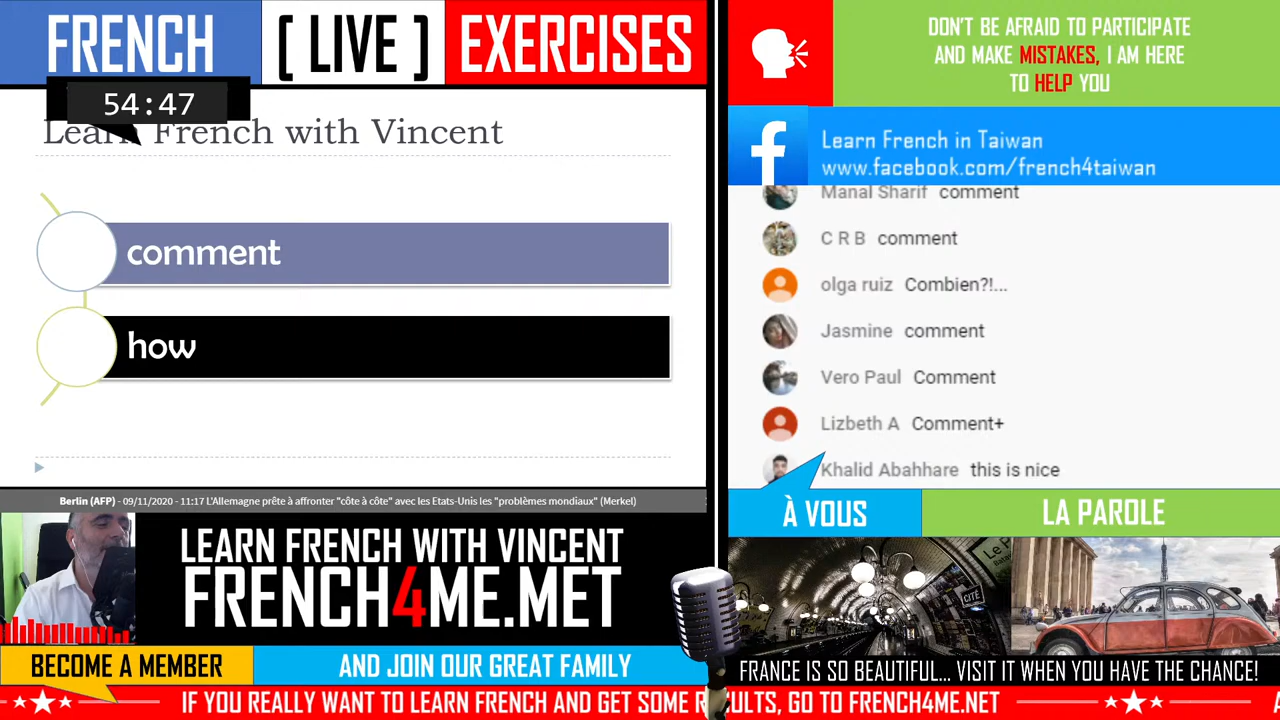 FRENCH [ LIVE ] EXERCISES
54:47
Learn French with Vincent
comment
how
Berlin (AFP) - 09/11/2020 - 11:17 L'Allemagne prête à affronter "côte à côte" avec les Etats-Unis les "problèmes mondiaux" (Merkel)
LEARN FRENCH WITH VINCENT
FRENCH4ME.MET
BECOME A MEMBER
AND JOIN OUR GREAT FAMILY
DON'T BE AFRAID TO PARTICIPATE
AND MAKE MISTAKES, I AM HERE
TO HELP YOU
Learn French in Taiwan
www.facebook.com/french4taiwan
Manal Sharif comment
C R B comment
olga ruiz Combien?!...
Jasmine comment
Vero Paul Comment
Lizbeth A Comment+
Khalid Abahhare this is nice
À VOUS
LA PAROLE
CITÉ
FRANCE IS SO BEAUTIFUL... VISIT IT WHEN YOU HAVE THE CHANCE!
IF YOU REALLY WANT TO LEARN FRENCH AND GET SOME RESULTS, GO TO FRENCH4ME.NET